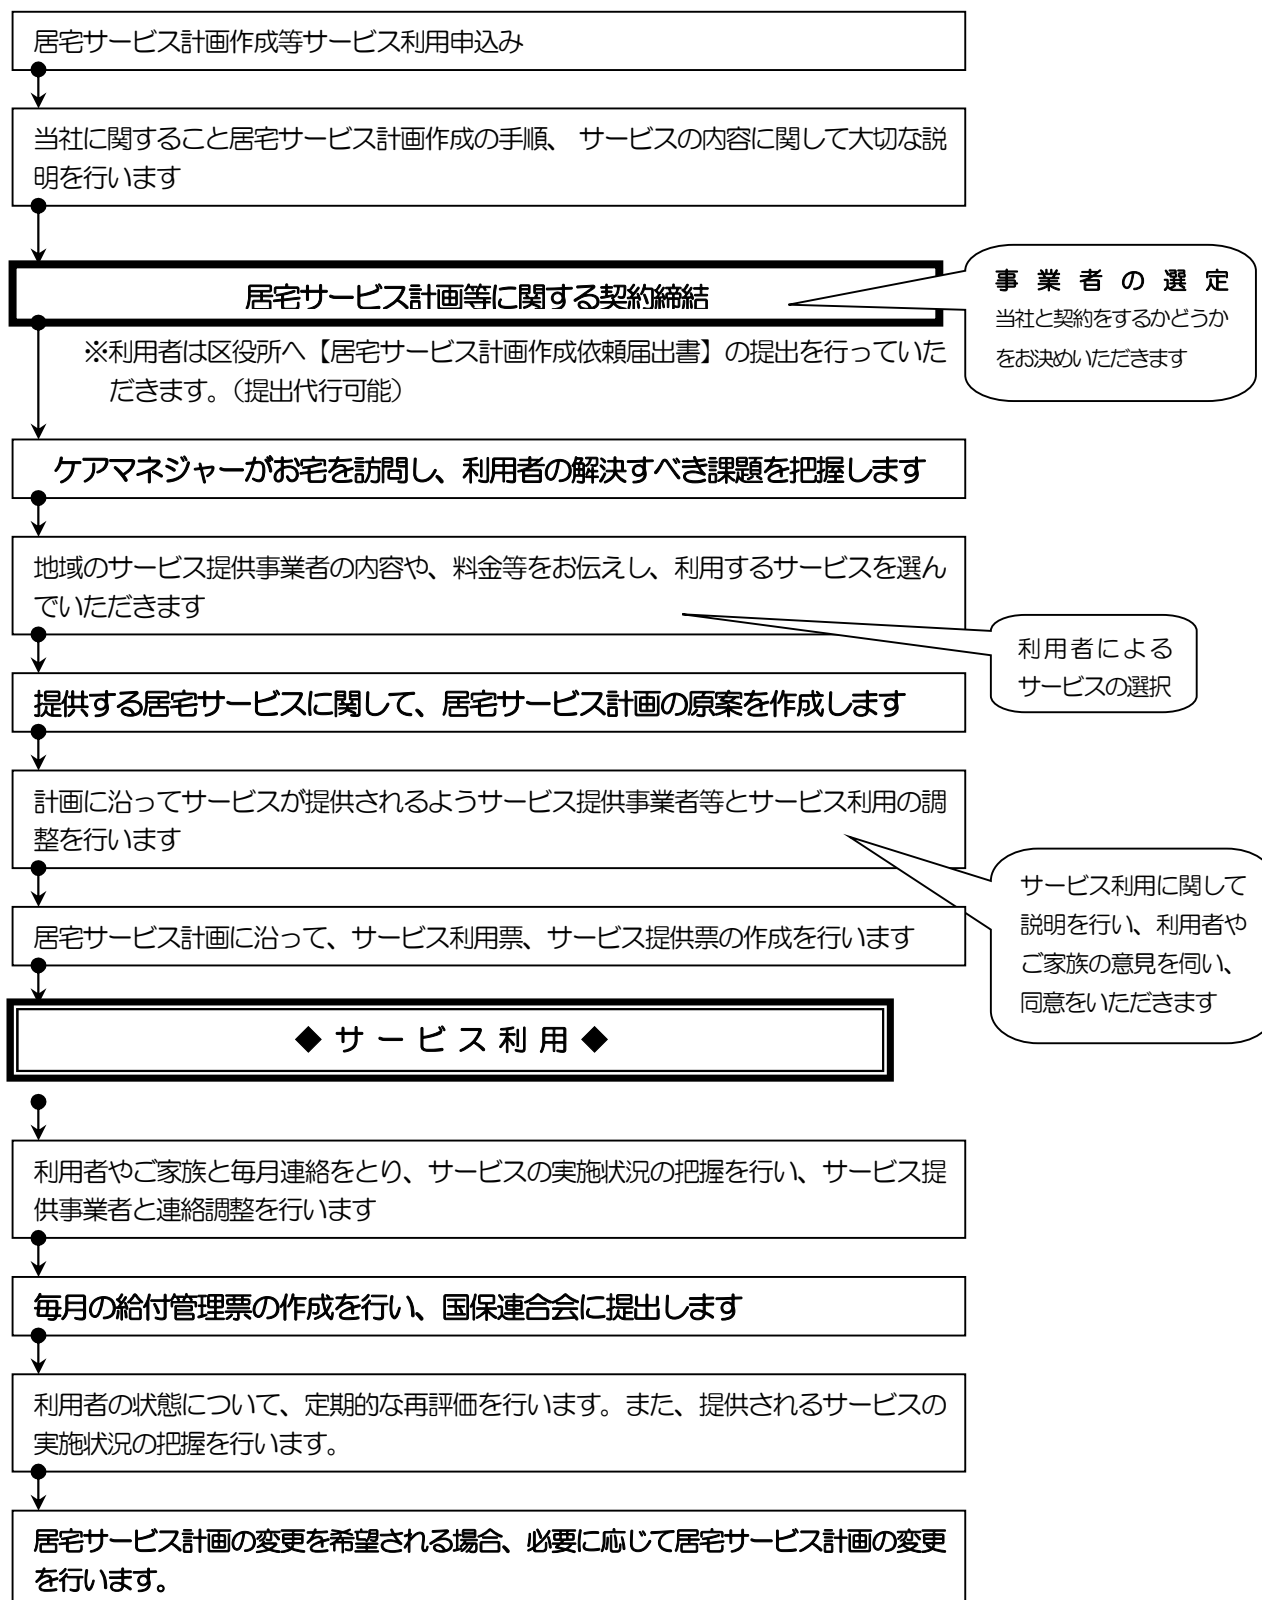 居宅サービス計画作成等サービス利用申込み
当社に関すること居宅サービス計画作成の手順、 サービスの内容に関して大切な説
明を行います
居宅サービス計画等に関する契約締結
事業者の選定
当社と契約をするかどうか
をお決めいただきます
※利用者は区役所へ【居宅サービス計画作成依頼届出書】の提出を行っていた
だきます。（提出代行可能）
ケアマネジャーがお宅を訪問し、利用者の解決すべき課題を把握します
地域のサービス提供事業者の内容や、料金等をお伝えし、利用するサービスを選ん
でいただきます
利用者による
サービスの選択
提供する居宅サービスに関して、居宅サービス計画の原案を作成します
計画に沿ってサービスが提供されるようサービス提供事業者等とサービス利用の調
整を行います
サービス利用に関して
説明を行い、利用者や
ご家族の意見を伺い、
同意をいただきます
居宅サービス計画に沿って、サービス利用票、サービス提供票の作成を行います
◆ サ ー ビ ス 利 用 ◆
利用者やご家族と毎月連絡をとり、サービスの実施状況の把握を行い、サービス提
供事業者と連絡調整を行います
毎月の給付管理票の作成を行い、国保連合会に提出します
利用者の状態について、定期的な再評価を行います。また、提供されるサービスの
実施状況の把握を行います。
居宅サービス計画の変更を希望される場合、必要に応じて居宅サービス計画の変更
を行います。